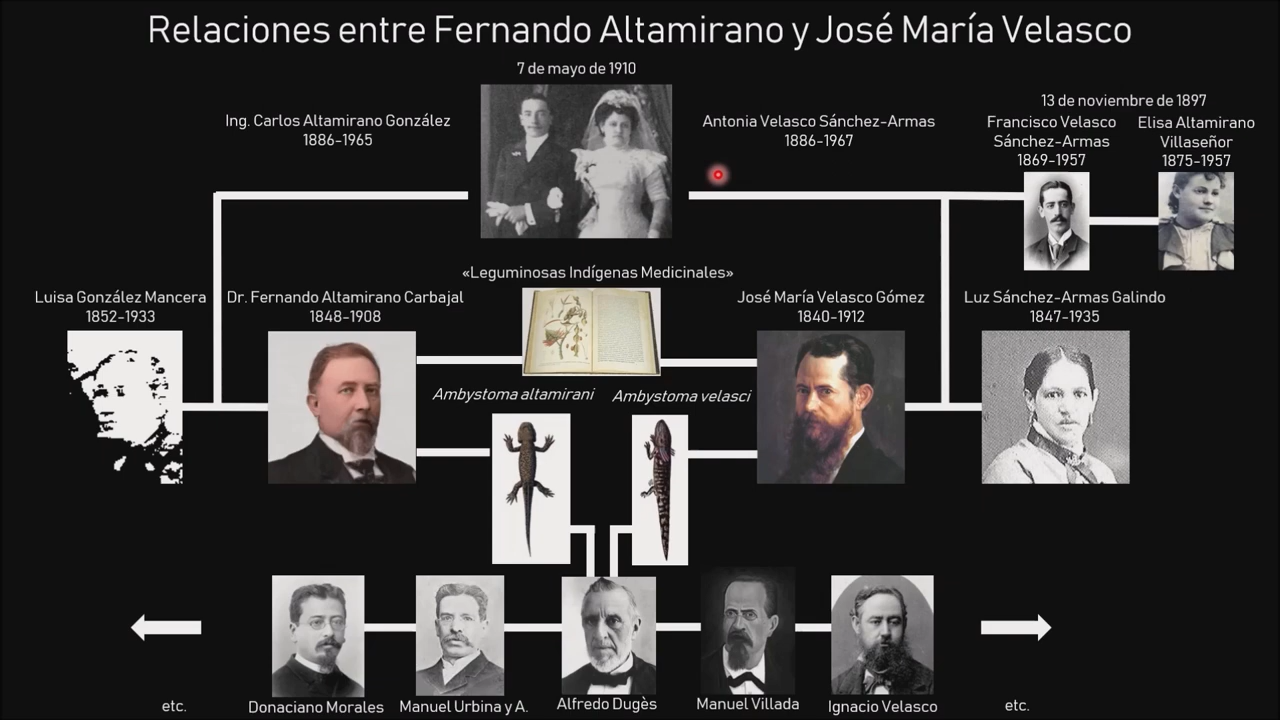 Relaciones entre Fernando Altamirano y José María Velasco
7 de mayo de 1910
Ing. Carlos Altamirano González
1886-1965
Antonia Velasco Sánchez-Armas
1886-1967
13 de noviembre de 1897
Francisco Velasco
Sánchez-Armas
1869-1957
Elisa Altamirano
Villaseñor
1875-1957
«Leguminosas Indígenas Medicinales»
Luisa González Mancera
1852-1933
Dr. Fernando Altamirano Carbajal
1848-1908
José María Velasco Gómez
1840-1912
Luz Sánchez-Armas Galindo
1847-1935
Ambystoma altamirani
Ambystoma velasci
etc.
Donaciano Morales
Manuel Urbina y A.
Alfredo Dugès
Manuel Villada
Ignacio Velasco
etc.